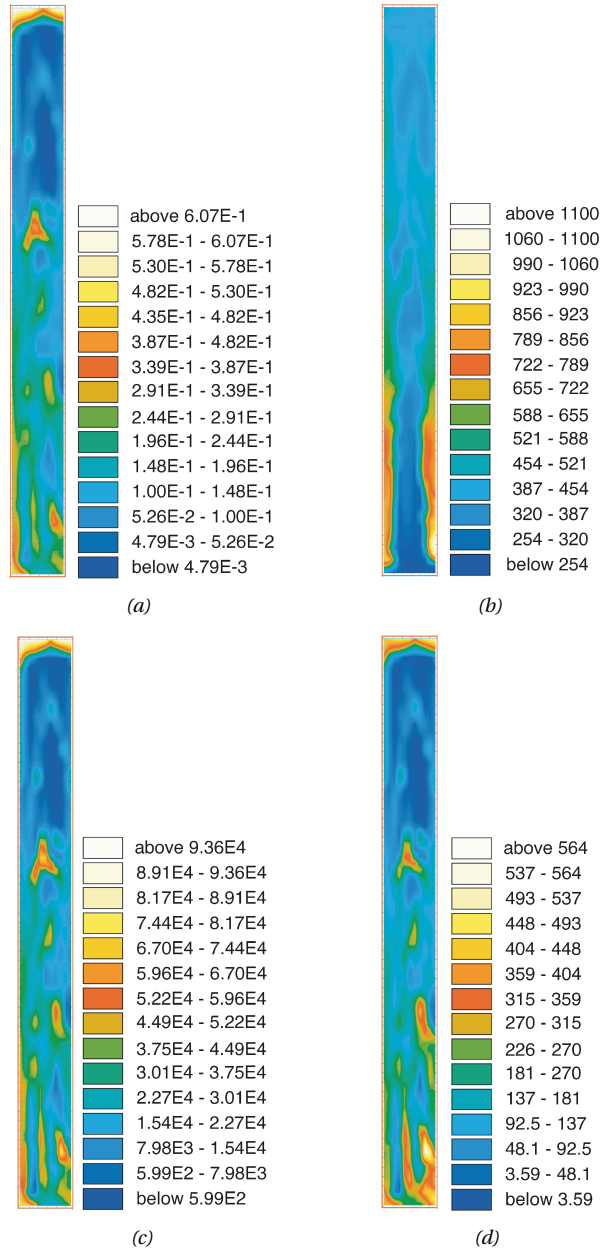 above 6.07E-1
5.78E-1 - 6.07E-1
5.30E-1 - 5.78E-1
4.82E-1 - 5.30E-1
4.35E-1 - 4.82E-1
3.87E-1 - 4.82E-1
3.39E-1 - 3.87E-1
2.91E-1 - 3.39E-1
2.44E-1 - 2.91E-1
1.96E-1 - 2.44E-1
1.48E-1 - 1.96E-1
1.00E-1 - 1.48E-1
5.26E-2 - 1.00E-1
4.79E-3 - 5.26E-2
below 4.79E-3
(a)
above 1100
1060 - 1100
990 - 1060
923 - 990
856 - 923
789 - 856
722 - 789
655 - 722
588 - 655
521 - 588
454 - 521
387 - 454
320 - 387
254 - 320
below 254
(b)
above 9.36E4
8.91E4 - 9.36E4
8.17E4 - 8.91E4
7.44E4 - 8.17E4
6.70E4 - 7.44E4
5.96E4 - 6.70E4
5.22E4 - 5.96E4
4.49E4 - 5.22E4
3.75E4 - 4.49E4
3.01E4 - 3.75E4
2.27E4 - 3.01E4
1.54E4 - 2.27E4
7.98E3 - 1.54E4
5.99E2 - 7.98E3
below 5.99E2
(c)
above 564
537 - 564
493 - 537
448 - 493
404 - 448
359 - 404
315 - 359
270 - 315
226 - 270
181 - 270
137 - 181
92.5 - 137
48.1 - 92.5
3.59 - 48.1
below 3.59
(d)